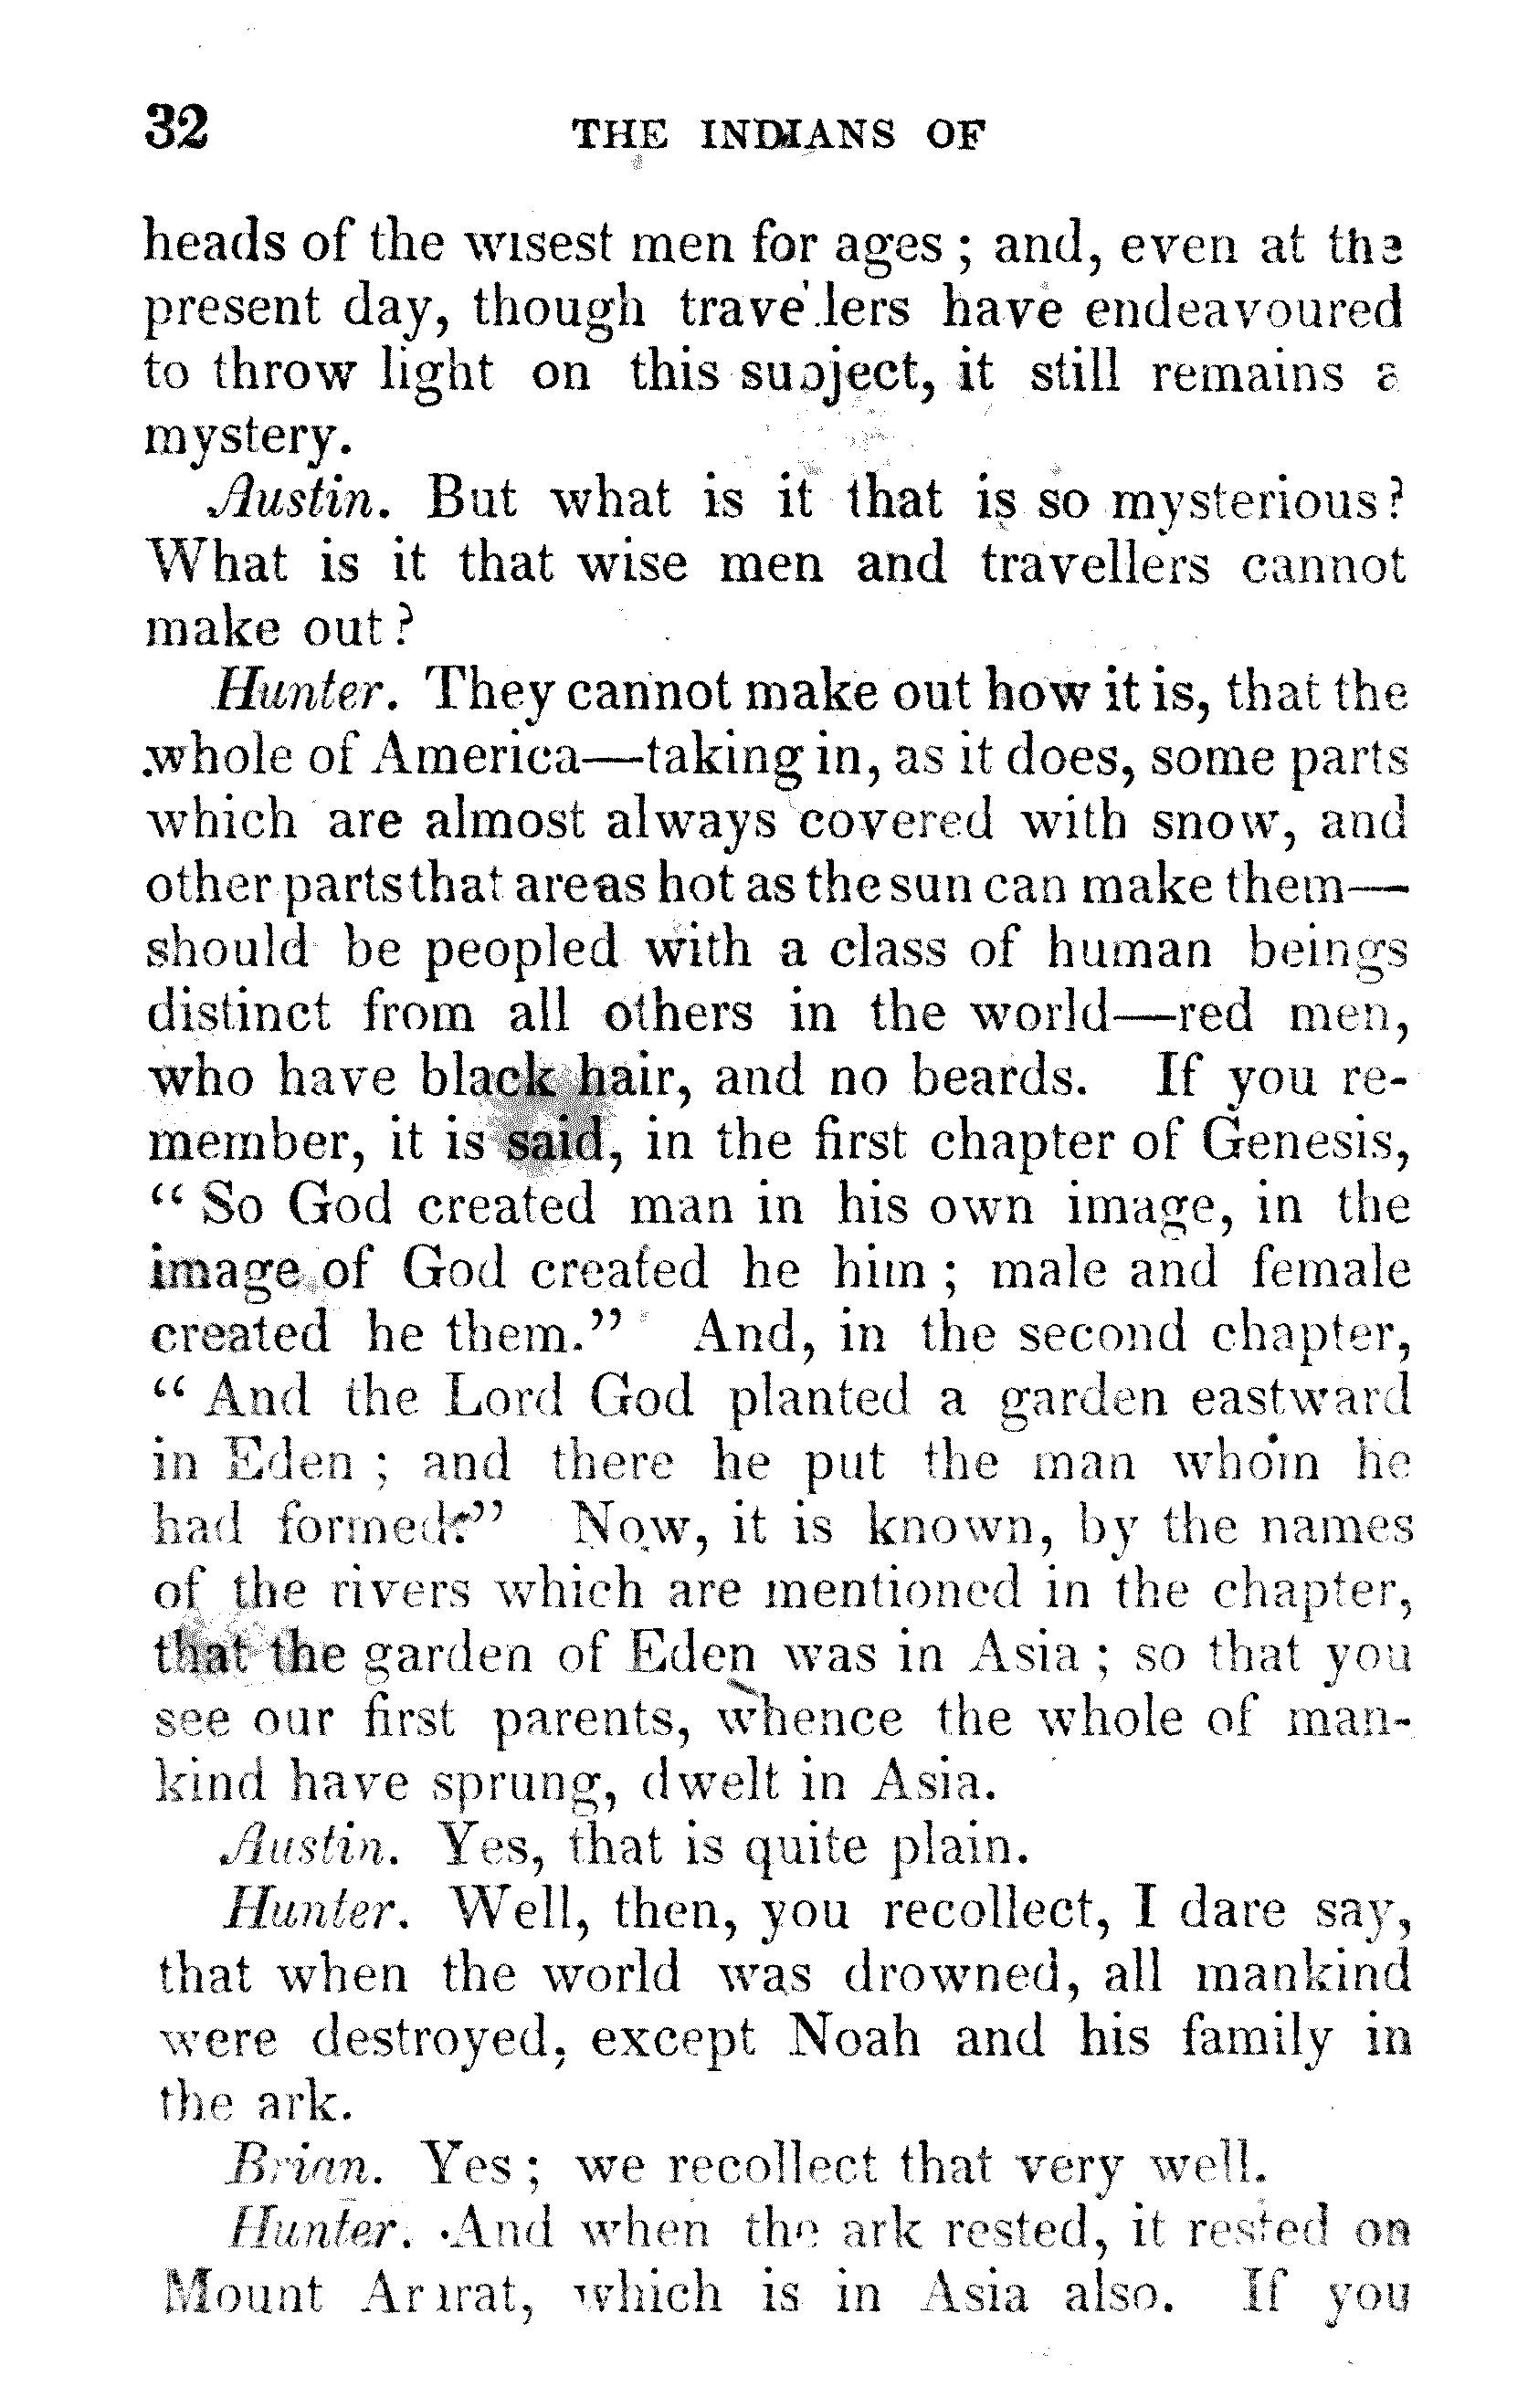 32 THE INDIANS OF
heads of the wisest men for ages ; and, even at the
present day, though travellers have endeavoured
to throw light on this subject, it still remains a
mystery.
Austin. But what is it that is so mysterious?
What is it that wise men and travellers cannot
make out?
Hunter. They cannot make out how it is, that the
whole of America—taking in, as it does, some parts
which are almost always covered with snow, and
other parts that are as hot as the sun can make them—
should be peopled with a class of human beings
distinct from all others in the world—red men,
who have black hair, and no beards. If you re-
member, it is said, in the first chapter of Genesis,
“ So God created man in his own image, in the
image of God created he him ; male and female
created he them.” And, in the second chapter,
“ And the Lord God planted a garden eastward
in Eden ; and there he put the man whom he
had formed.” Now, it is known, by the names
of the rivers which are mentioned in the chapter,
that the garden of Eden was in Asia ; so that you
see our first parents, whence the whole of man-
kind have sprung, dwelt in Asia.
Austin. Yes, that is quite plain.
Hunter. Well, then, you recollect, I dare say,
that when the world was drowned, all mankind
were destroyed, except Noah and his family in
the ark.
Brian. Yes ; we recollect that very well.
Hunter. And when the ark rested, it rested on
Mount Ararat, which is in Asia also. If you